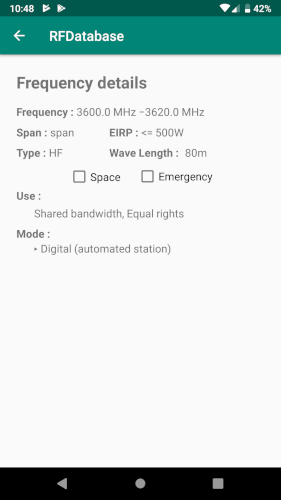 10:48 42%
RFDatabase
Frequency details
Frequency : 3600.0 MHz −3620.0 MHz
Span : span EIRP : <= 500W
Type : HF Wave Length : 80m
Space Emergency
Use :
Shared bandwidth, Equal rights
Mode :
‣ Digital (automated station)